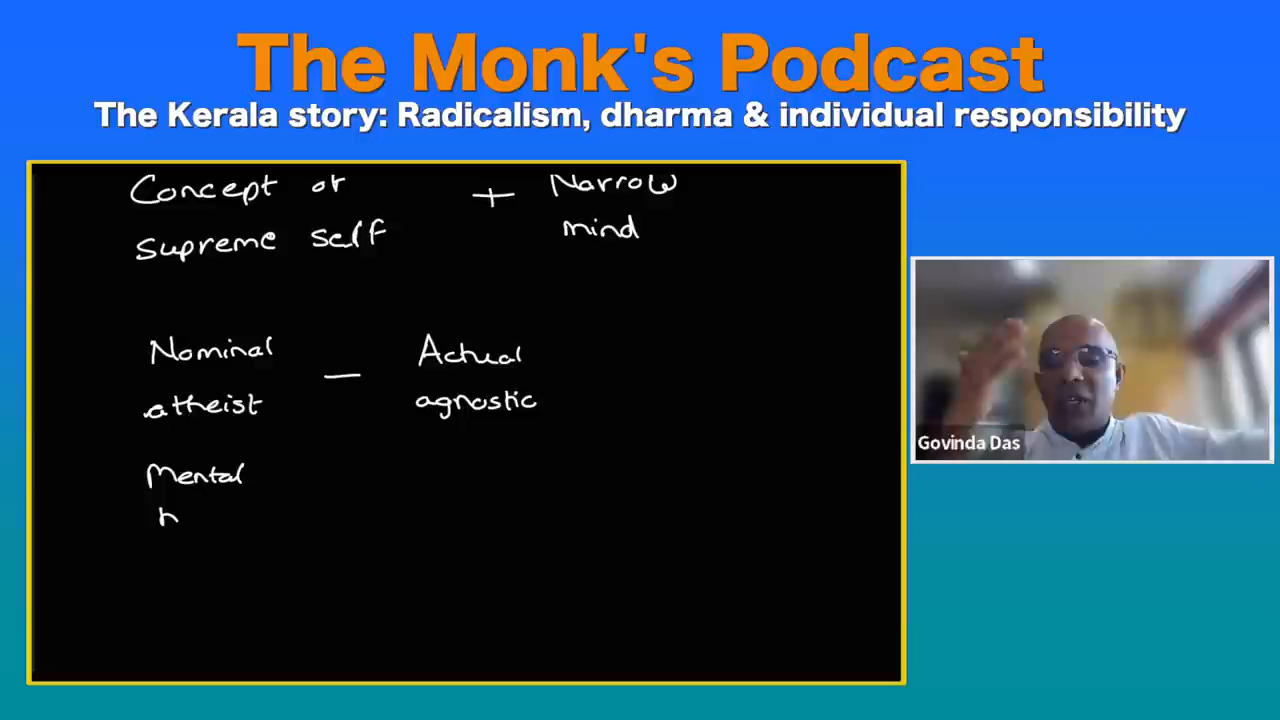 The Monk's Podcast
The Kerala story: Radicalism, dharma & individual responsibility
Concept of + Narrow
supreme self mind
Nominal — Actual
atheist agnostic
Mental
h
Govinda Das